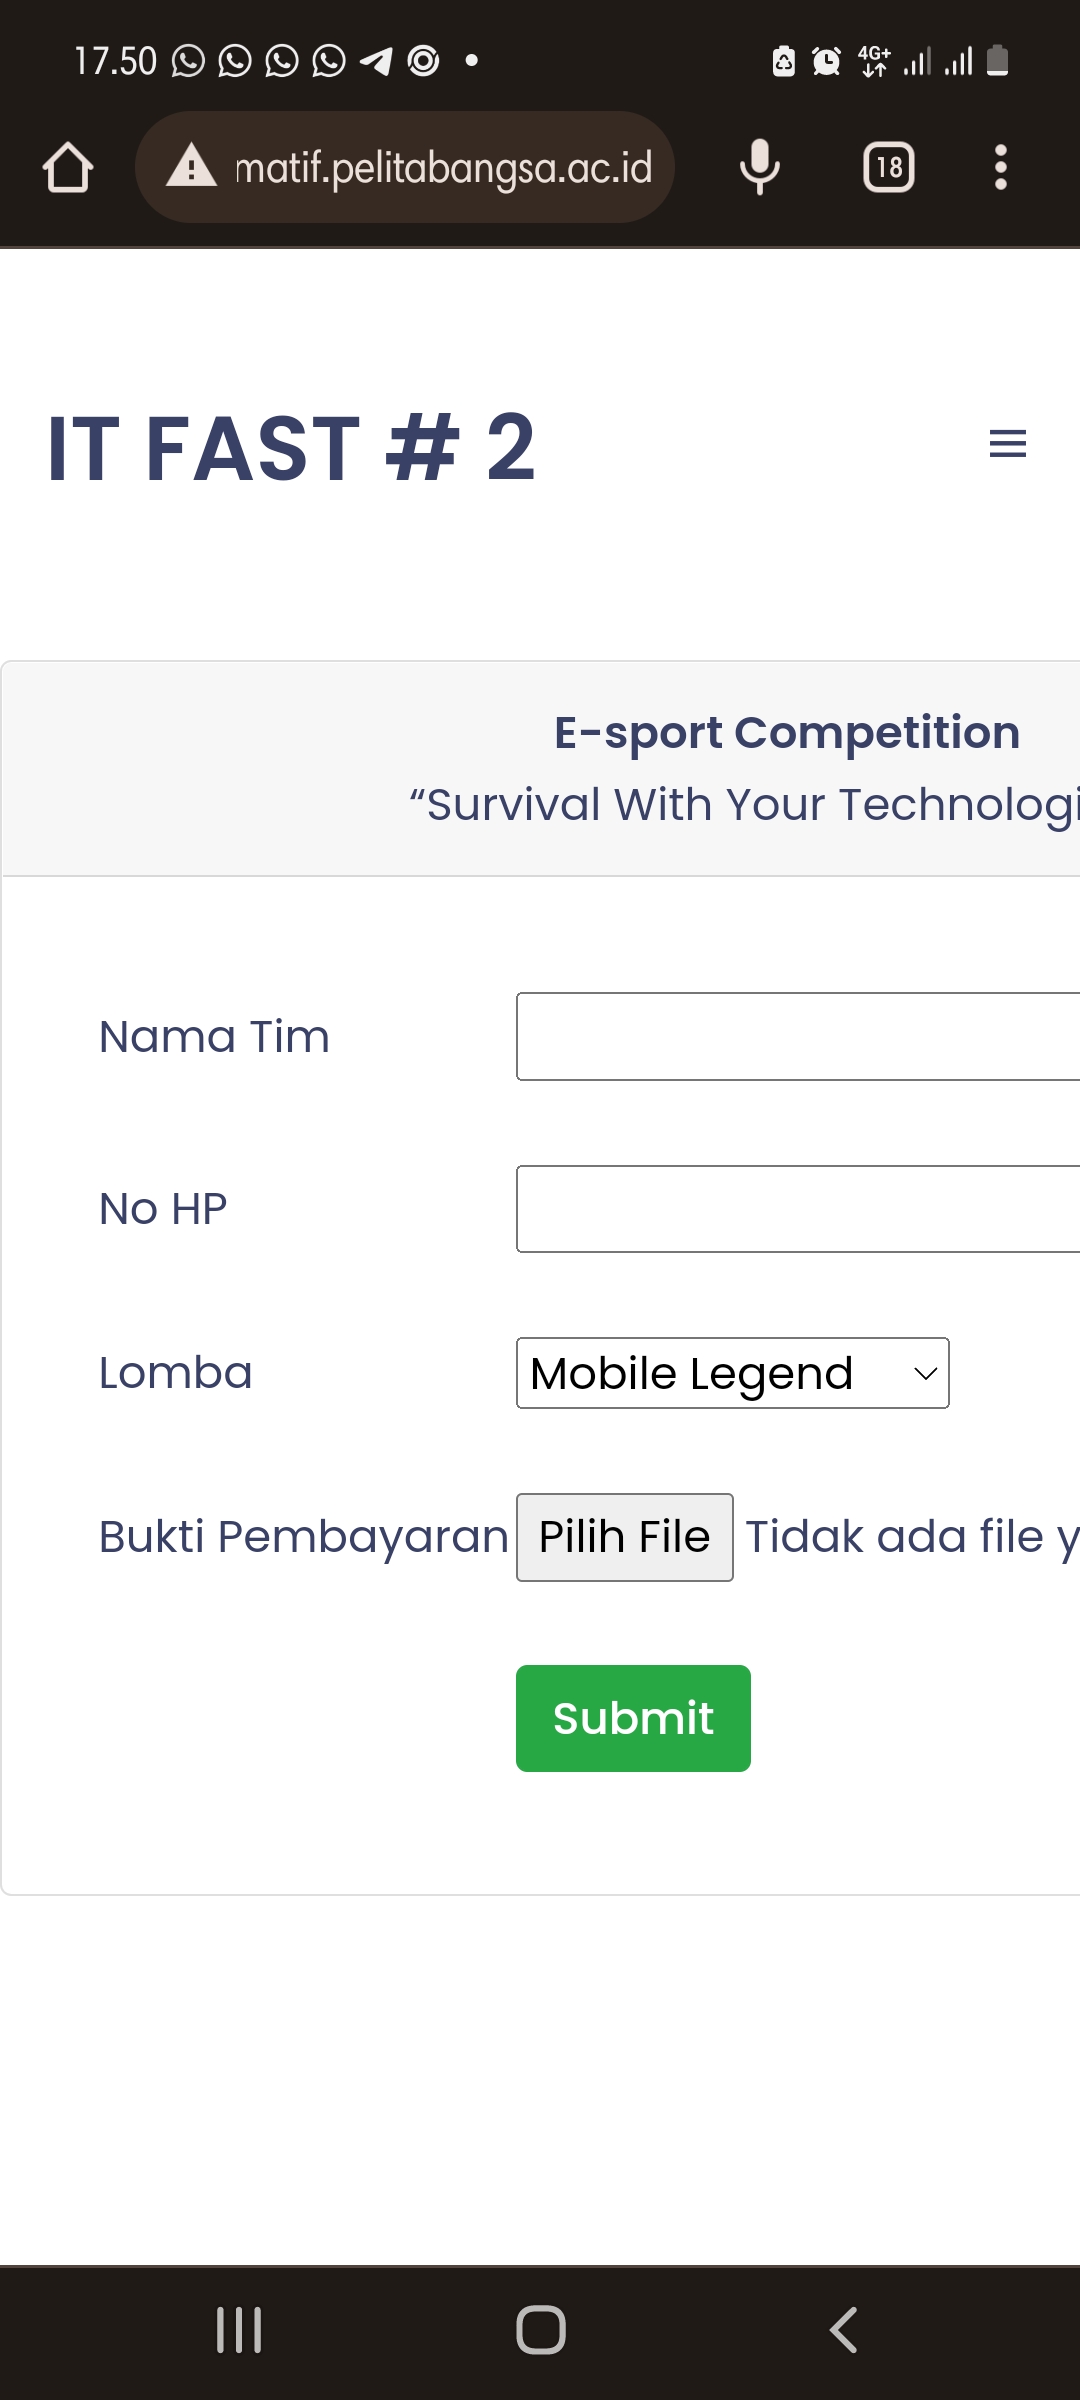 17.50
4G+
matif.pelitabangsa.ac.id
18
IT FAST # 2
E-sport Competition
“Survival With Your Technologi
Nama Tim
No HP
Lomba
Mobile Legend
Bukti Pembayaran Pilih File Tidak ada file y
Submit